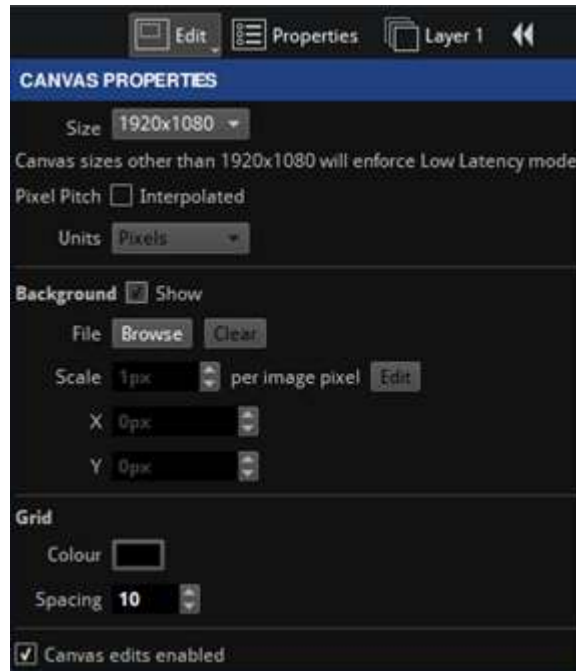 Edit Properties Layer 1
CANVAS PROPERTIES
Size 1920x1080
Canvas sizes other than 1920x1080 will enforce Low Latency mode
Pixel Pitch Interpolated
Units Pixels
Background Show
File Browse Clear
Scale 1px per image pixel Edit
X 0px
Y 0px
Grid
Colour
Spacing 10
Canvas edits enabled